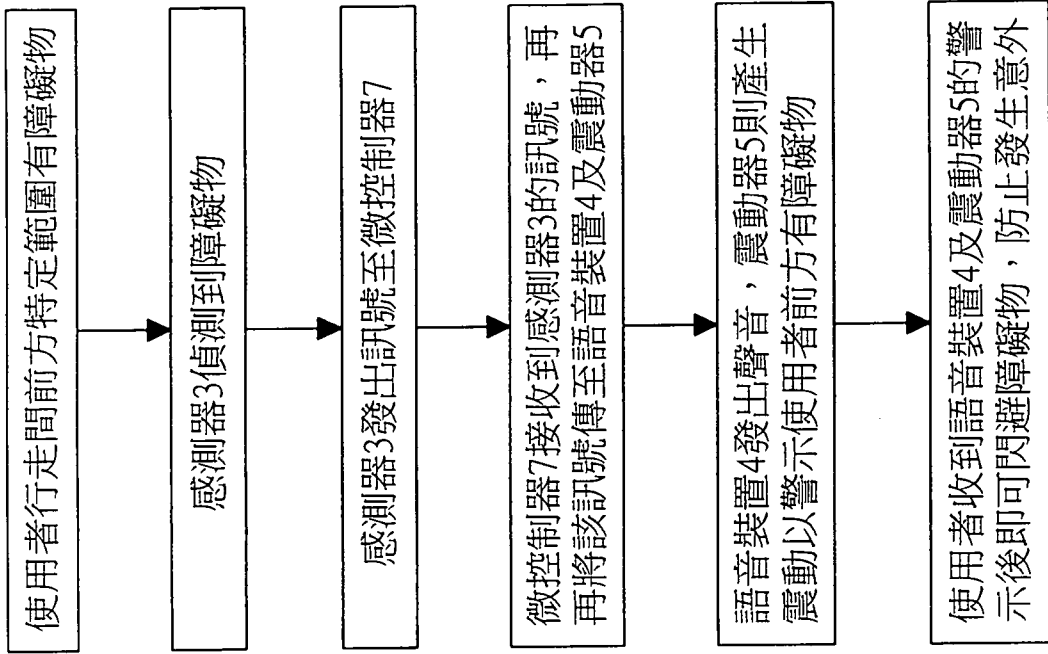 使用者行走間前方特定範圍有障礙物
感測器3偵測到障礙物
感測器3發出訊號至微控制器7
微控制器7接收到感測器3的訊號，再
再將該訊號傳至語音裝置4及震動器5
語音裝置4發出聲音，震動器5則產生
震動以警示使用者前方有障礙物
使用者收到語音裝置4及震動器5的警
示後即可閃避障礙物，防止發生意外